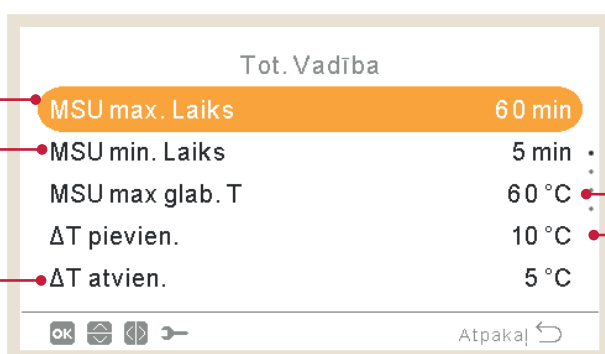 Tot. Vadība
MSU max. Laiks 60 min
MSU min. Laiks 5 min
MSU max glab. T 60 °C
ΔT pievien. 10 °C
ΔT atvien. 5 °C
OK Atpakaļ